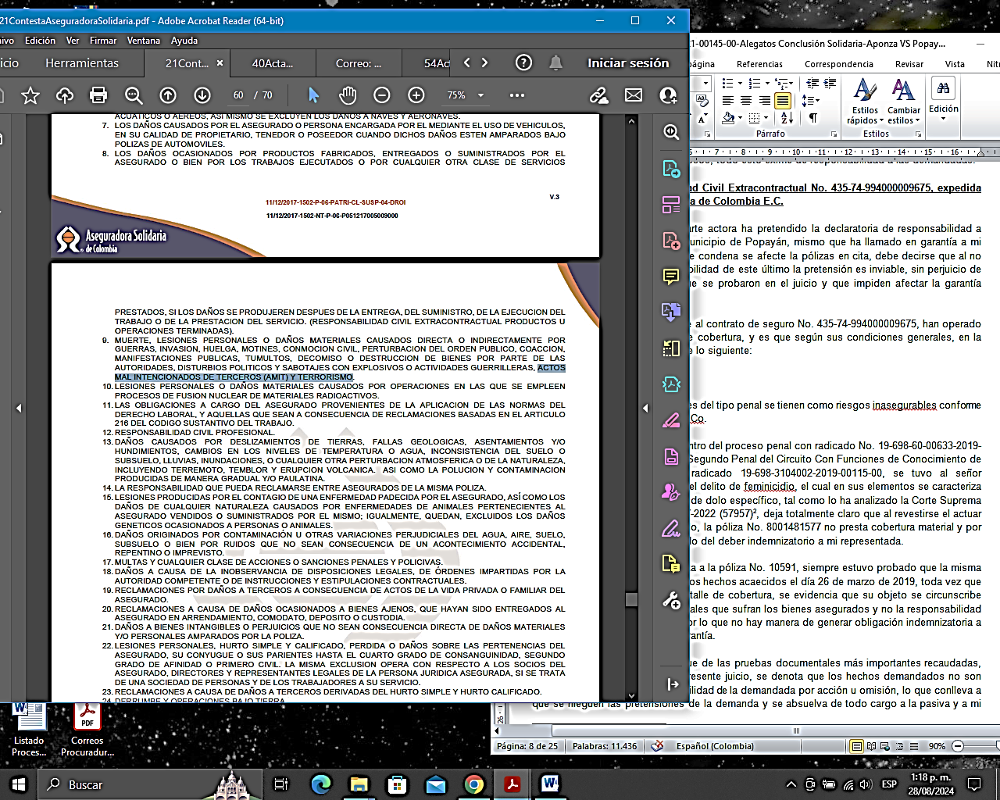 21ContestaAseguradoraSolidaria.pdf - Adobe Acrobat Reader (64-bit)
Edición Ver Firmar Ventana Ayuda
Herramientas
21Cont... ×
40Acta...
Correo: ...
54Act
Iniciar sesión
60 / 70
75%
ACUATICOS O AEREOS, ASI MISMO SE EXCLUYEN LOS DAÑOS A NAVES Y AERONAVES.
7. LOS DAÑOS CAUSADOS POR EL ASEGURADO O PERSONA ENCARGADA POR EL MEDIANTE EL USO DE VEHICULOS,
EN SU CALIDAD DE PROPIETARIO, TENEDOR O POSEEDOR CUANDO DICHOS DAÑOS ESTEN AMPARADOS BAJO
POLIZAS DE AUTOMOVILES.
8. LOS DAÑOS OCASIONADOS POR PRODUCTOS FABRICADOS, ENTREGADOS O SUMINISTRADOS POR EL
ASEGURADO O BIEN POR LOS TRABAJOS EJECUTADOS O POR CUALQUIER OTRA CLASE DE SERVICIOS
V.3
11/12/2017-1502-P-06-PATRI-CL-SUSP-04-DROI
11/12/2017-1502-NT-P-06-P051217005009000
Aseguradora Solidaria
de Colombia
PRESTADOS, SI LOS DAÑOS SE PRODUJEREN DESPUES DE LA ENTREGA, DEL SUMINISTRO, DE LA EJECUCION DEL
TRABAJO O DE LA PRESTACION DEL SERVICIO. (RESPONSABILIDAD CIVIL EXTRACONTRACTUAL PRODUCTOS U
OPERACIONES TERMINADAS).
9. MUERTE, LESIONES PERSONALES O DAÑOS MATERIALES CAUSADOS DIRECTA O INDIRECTAMENTE POR
GUERRAS, INVASION, HUELGA, MOTINES, CONMOCION CIVIL, PERTURBACION DEL ORDEN PUBLICO, COACCION,
MANIFESTACIONES PUBLICAS, TUMULTOS, DECOMISO O DESTRUCCION DE BIENES POR PARTE DE LAS
AUTORIDADES, DISTURBIOS POLITICOS Y SABOTAJES CON EXPLOSIVOS O ACTIVIDADES GUERRILLERAS, ACTOS
MAL INTENCIONADOS DE TERCEROS (AMIT) Y TERRORISMO.
10. LESIONES PERSONALES O DAÑOS MATERIALES CAUSADOS POR OPERACIONES EN LAS QUE SE EMPLEEN
PROCESOS DE FUSION NUCLEAR DE MATERIALES RADIOACTIVOS.
11. LAS OBLIGACIONES A CARGO DEL ASEGURADO PROVENIENTES DE LA APLICACION DE LAS NORMAS DEL
DERECHO LABORAL, Y AQUELLAS QUE SEAN A CONSECUENCIA DE RECLAMACIONES BASADAS EN EL ARTICULO
216 DEL CODIGO SUSTANTIVO DEL TRABAJO.
12. RESPONSABILIDAD CIVIL PROFESIONAL.
13. DAÑOS CAUSADOS POR DESLIZAMIENTOS DE TIERRAS, FALLAS GEOLOGICAS, ASENTAMIENTOS Y/O
HUNDIMIENTOS, CAMBIOS EN LOS NIVELES DE TEMPERATURA O AGUA, INCONSISTENCIA DEL SUELO O
SUBSUELO, LLUVIAS, INUNDACIONES, O CUALQUIER OTRA PERTURBACION ATMOSFERICA O DE LA NATURALEZA,
INCLUYENDO TERREMOTO, TEMBLOR Y ERUPCION VOLCANICA. ASI COMO LA POLUCION Y CONTAMINACION
PRODUCIDAS DE MANERA GRADUAL Y/O PAULATINA.
14. LA RESPONSABILIDAD QUE PUEDA RECLAMARSE ENTRE ASEGURADOS DE LA MISMA POLIZA.
15. LESIONES PRODUCIDAS POR EL CONTAGIO DE UNA ENFERMEDAD PADECIDA POR EL ASEGURADO, ASÍ COMO LOS
DAÑOS DE CUALQUIER NATURALEZA CAUSADOS POR ENFERMEDADES DE ANIMALES PERTENECIENTES AL
ASEGURADO VENDIDOS O SUMINISTRADOS POR EL MISMO; IGUALMENTE, QUEDAN, EXCLUIDOS LOS DAÑOS
GENETICOS OCASIONADOS A PERSONAS O ANIMALES.
16. DAÑOS ORIGINADOS POR CONTAMINACIÓN U OTRAS VARIACIONES PERJUDICIALES DEL AGUA, AIRE, SUELO,
SUBSUELO O BIEN POR RUIDOS QUE NO SEAN CONSECUENCIA DE UN ACONTECIMIENTO ACCIDENTAL,
REPENTINO O IMPREVISTO.
17. MULTAS Y CUALQUIER CLASE DE ACCIONES O SANCIONES PENALES Y POLICIVAS.
18. DAÑOS A CAUSA DE LA INOBSERVANCIA DE DISPOSICIONES LEGALES, DE ÓRDENES IMPARTIDAS POR LA
AUTORIDAD COMPETENTE O DE INSTRUCCIONES Y ESTIPULACIONES CONTRACTUALES.
19. RECLAMACIONES POR DAÑOS A TERCEROS A CONSECUENCIA DE ACTOS DE LA VIDA PRIVADA O FAMILIAR DEL
ASEGURADO.
20. RECLAMACIONES A CAUSA DE DAÑOS OCASIONADOS A BIENES AJENOS, QUE HAYAN SIDO ENTREGADOS AL
ASEGURADO EN ARRENDAMIENTO, COMODATO, DEPOSITO O CUSTODIA.
21. DAÑOS A BIENES INTANGIBLES O PERJUICIOS QUE NO SEAN CONSECUENCIA DIRECTA DE DAÑOS MATERIALES
Y/O PERSONALES AMPARADOS POR LA POLIZA.
22. LESIONES PERSONALES, HURTO SIMPLE Y CALIFICADO, PERDIDA O DAÑOS SOBRE LAS PERTENENCIAS DEL
ASEGURADO, SU CONYUGUE O SUS PARIENTES HASTA EL CUARTO GRADO DE CONSANGUINIDAD, SEGUNDO
GRADO DE AFINIDAD O PRIMERO CIVIL. LA MISMA EXCLUSION OPERA CON RESPECTO A LOS SOCIOS DEL
ASEGURADO, DIRECTORES Y REPRESENTANTES LEGALES DE LA PERSONA JURIDICA ASEGURADA, SI SE TRATA
DE UNA SOCIEDAD DE PERSONAS Y DE LOS TRABAJADORES A SU SERVICIO.
23. RECLAMACIONES A CAUSA DE DAÑOS A TERCEROS DERIVADAS DEL HURTO SIMPLE Y HURTO CALIFICADO.
24. DERRUMBE Y OPERACIONES BAJO TIERRA.
1-00145-00-Alegatos Conclusión Solidaria-Aponza VS Popay...
página Referencias Correspondencia Revisar Vista Nit
Estilos rápidos
Cambiar estilos
Edición
Párrafo
Estilos
7 8 9 10 11 12 13 14 15 16
todo esto exime de responsabilidad a las demandadas.
ad Civil Extracontractual No. 435-74-994000009675, expedida
a de Colombia E.C.
arte actora ha pretendido la declaratoria de responsabilidad a
unicipio de Popayán, mismo que ha llamado en garantía a mi
e condena se afecte la pólizas en cita, debe decirse que al no
bilidad de este último la pretensión es inviable, sin perjuicio de
ue se probaron en el juicio y que impiden afectar la garantía
e al contrato de seguro No. 435-74-994000009675, han operado
e cobertura, y es que según sus condiciones generales, en la
e lo siguiente:
es del tipo penal se tienen como riesgos inasegurables conforme
Co.
ntro del proceso penal con radicado No. 19-698-60-00633-2019-
Segundo Penal del Circuito Con Funciones de Conocimiento de
radicado 19-698-3104002-2019-00115-00, se tuvo al señor
el delito de feminicidio, el cual en sus elementos se caracteriza
de dolo específico, tal como lo ha analizado la Corte Suprema
-2022 (57957)², deja totalmente claro que al revestirse el actuar
o, la póliza No. 8001481577 no presta cobertura material y por
lo del deber indemnizatorio a mi representada.
ta a la póliza No. 10591, siempre estuvo probado que la misma
os hechos acaecidos el día 26 de marzo de 2019, toda vez que
talle de cobertura, se evidencia que su objeto se circunscribe
ales que sufran los bienes asegurados y no la responsabilidad
or lo que no hay manera de generar obligación indemnizatoria a
rantía.
ue de las pruebas documentales más importantes recaudadas,
resente juicio, se denota que los hechos demandados no son
ilidad de la demandada por acción u omisión, lo que conlleva a
que se nieguen las pretensiones de la demanda y se absuelva de todo cargo a la pasiva y a mi
Página: 8 de 25
Palabras: 11.436
Español (Colombia)
90%
Listado
Proces...
Correos
Procuradur...
Buscar
ESP
1:18 p. m.
28/08/2024